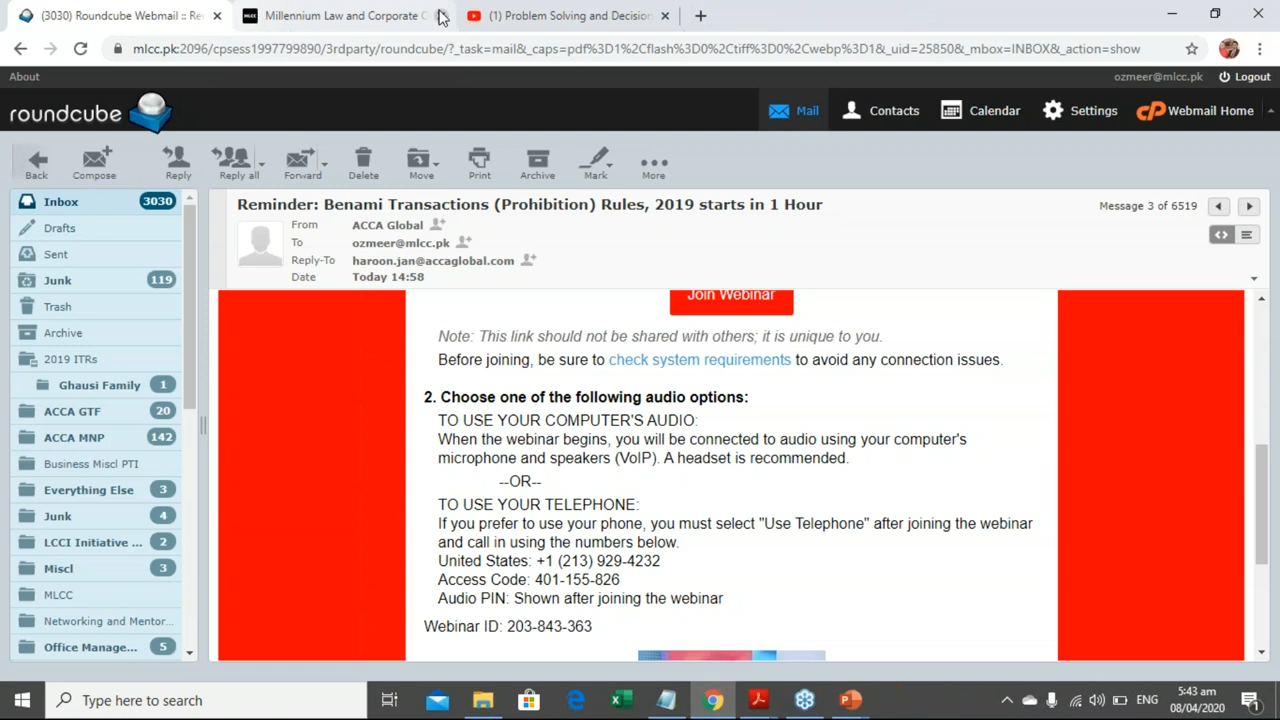 (3030) Roundcube Webmail :: Re
Millennium Law and Corporate C
(1) Problem Solving and Decision
mlcc.pk:2096/cpsess1997799890/3rdparty/roundcube/?_task=mail&_caps=pdf%3D1%2Cflash%3D0%2Ctiff%3D0%2Cwebp%3D1&_uid=25850&_mbox=INBOX&_action=show
About
ozmeer@mlcc.pk
Logout
roundcube
Mail
Contacts
Calendar
Settings
cP Webmail Home
Back
Compose
Reply
Reply all
Forward
Delete
Move
Print
Archive
Mark
More
Inbox 3030
Drafts
Sent
Junk 119
Trash
Archive
2019 ITRs
Ghausi Family 1
ACCA GTF 20
ACCA MNP 142
Business Miscl PTI
Everything Else 3
Junk 4
LCCI Initiative ... 2
Miscl 3
MLCC
Networking and Mentor...
Office Manage... 5
Reminder: Benami Transactions (Prohibition) Rules, 2019 starts in 1 Hour
Message 3 of 6519
From ACCA Global
To ozmeer@mlcc.pk
Reply-To haroon.jan@accaglobal.com
Date Today 14:58
Join Webinar
Note: This link should not be shared with others; it is unique to you.
Before joining, be sure to check system requirements to avoid any connection issues.
2. Choose one of the following audio options:
TO USE YOUR COMPUTER'S AUDIO:
When the webinar begins, you will be connected to audio using your computer's
microphone and speakers (VoIP). A headset is recommended.
--OR--
TO USE YOUR TELEPHONE:
If you prefer to use your phone, you must select "Use Telephone" after joining the webinar
and call in using the numbers below.
United States: +1 (213) 929-4232
Access Code: 401-155-826
Audio PIN: Shown after joining the webinar
Webinar ID: 203-843-363
Type here to search
ENG
5:43 am
08/04/2020
1